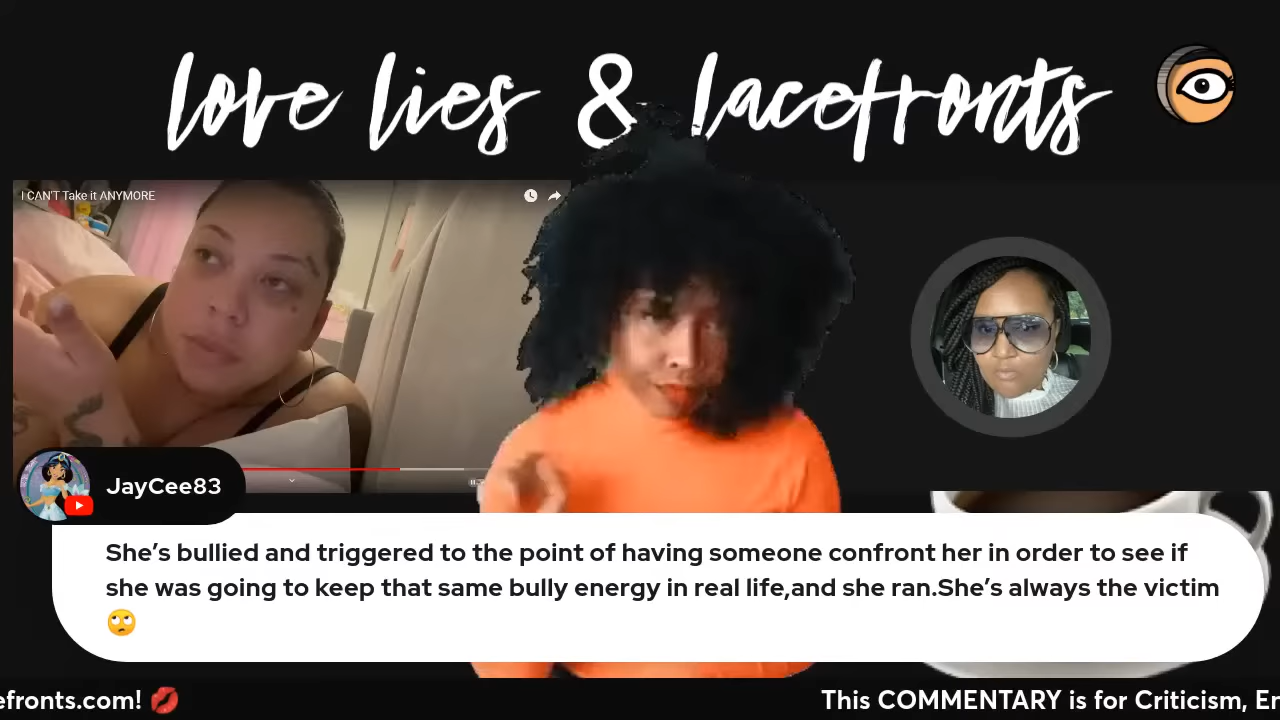 love lies & lacefronts
I CAN'T Take it ANYMORE
JayCee83
She’s bullied and triggered to the point of having someone confront her in order to see if
she was going to keep that same bully energy in real life,and she ran.She’s always the victim
🙄
efronts.com! 💋 This COMMENTARY is for Criticism, En